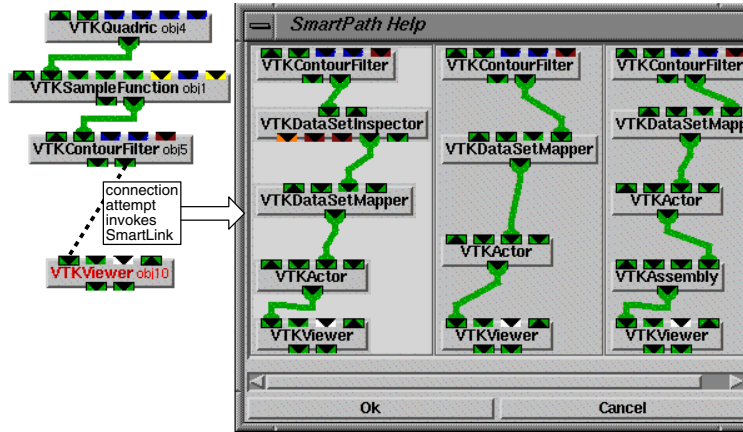 VTKQuadric obj4
VTKSampleFunction obj1
VTKContourFilter obj5
connection
attempt
invokes
SmartLink
VTKViewer obj10
SmartPath Help
VTKContourFilter
VTKDataSetInspector
VTKDataSetMapper
VTKActor
VTKViewer
VTKContourFilter
VTKDataSetMapper
VTKActor
VTKViewer
VTKContourFilter
VTKDataSetMapp
VTKActor
VTKAssembly
VTKViewer
Ok
Cancel